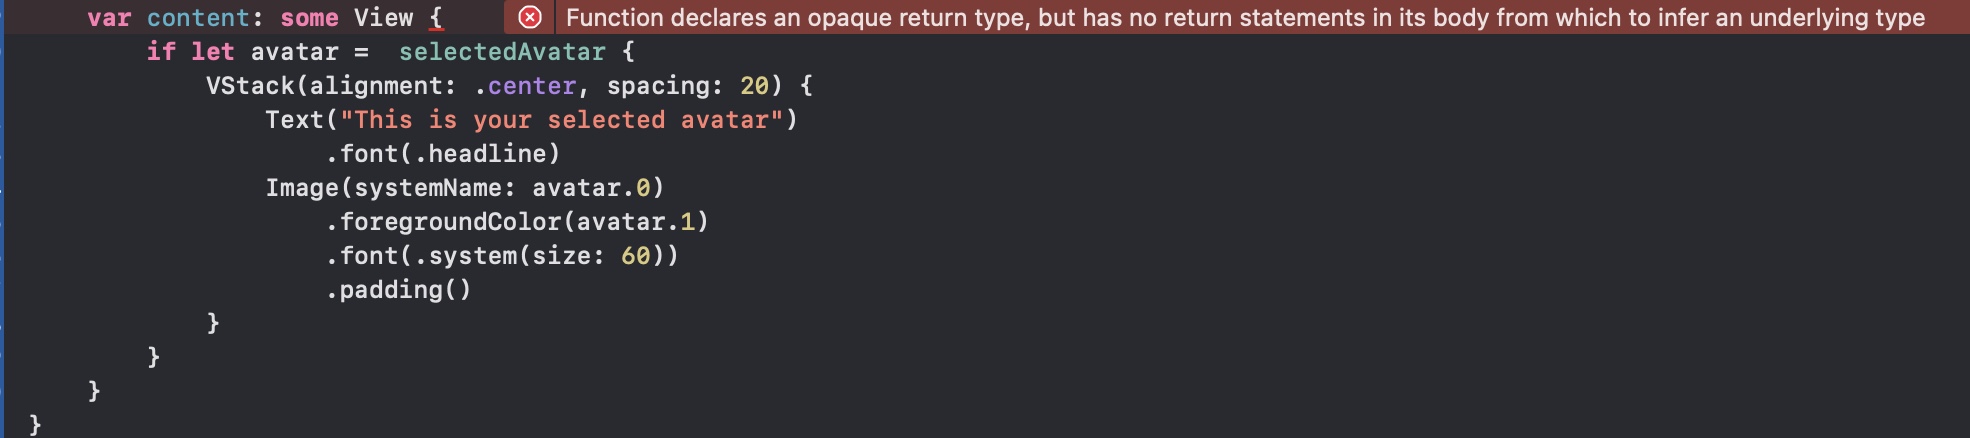 var content: some View { Function declares an opaque return type, but has no return statements in its body from which to infer an underlying type
if let avatar =  selectedAvatar {
VStack(alignment: .center, spacing: 20) {
Text("This is your selected avatar")
.font(.headline)
Image(systemName: avatar.0)
.foregroundColor(avatar.1)
.font(.system(size: 60))
.padding()
}
}
}
}